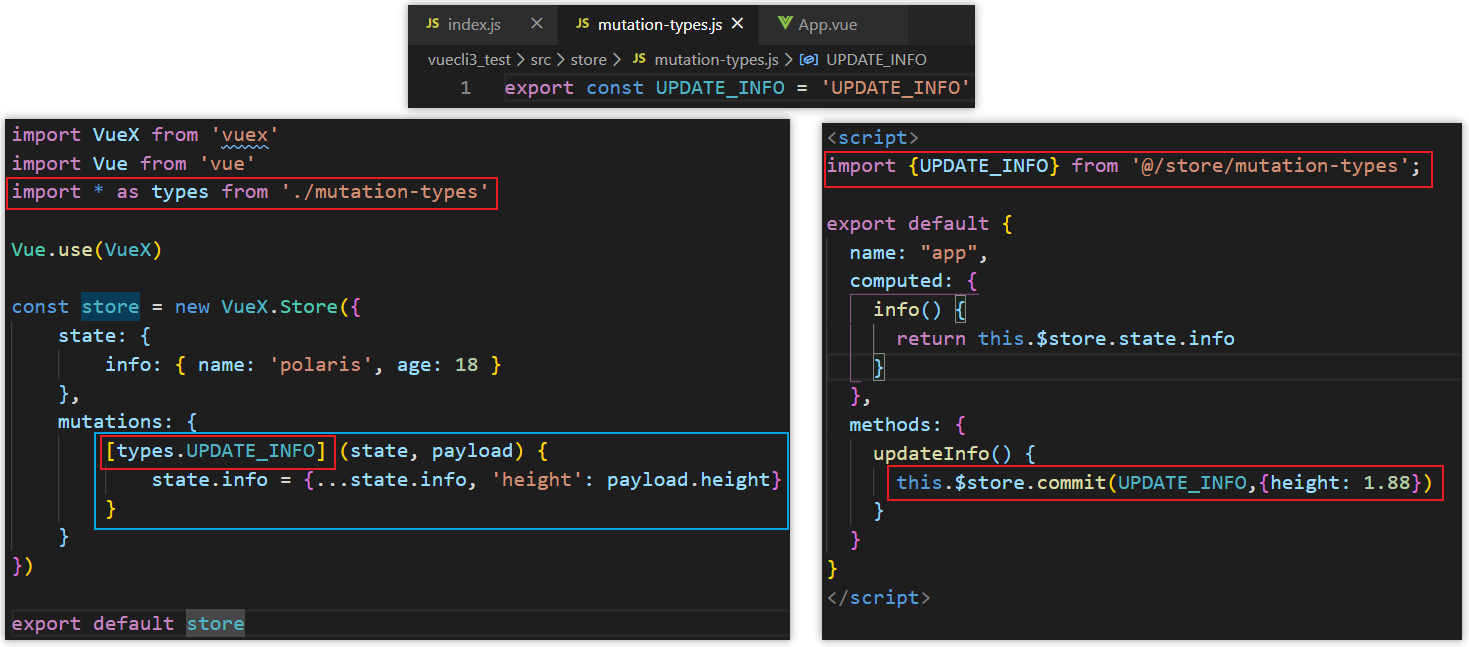 JS index.js × JS mutation-types.js × App.vue
vuecli3_test > src > store > JS mutation-types.js > UPDATE_INFO
1 export const UPDATE_INFO = 'UPDATE_INFO'
import VueX from 'vuex'
import Vue from 'vue'
import * as types from './mutation-types'
Vue.use(VueX)
const store = new VueX.Store({
state: {
info: { name: 'polaris', age: 18 }
},
mutations: {
[types.UPDATE_INFO] (state, payload) {
state.info = {...state.info, 'height': payload.height}
}
}
})
export default store
<script>
import {UPDATE_INFO} from '@/store/mutation-types';
export default {
name: "app",
computed: {
info() {
return this.$store.state.info
}
},
methods: {
updateInfo() {
this.$store.commit(UPDATE_INFO,{height: 1.88})
}
}
}
</script>